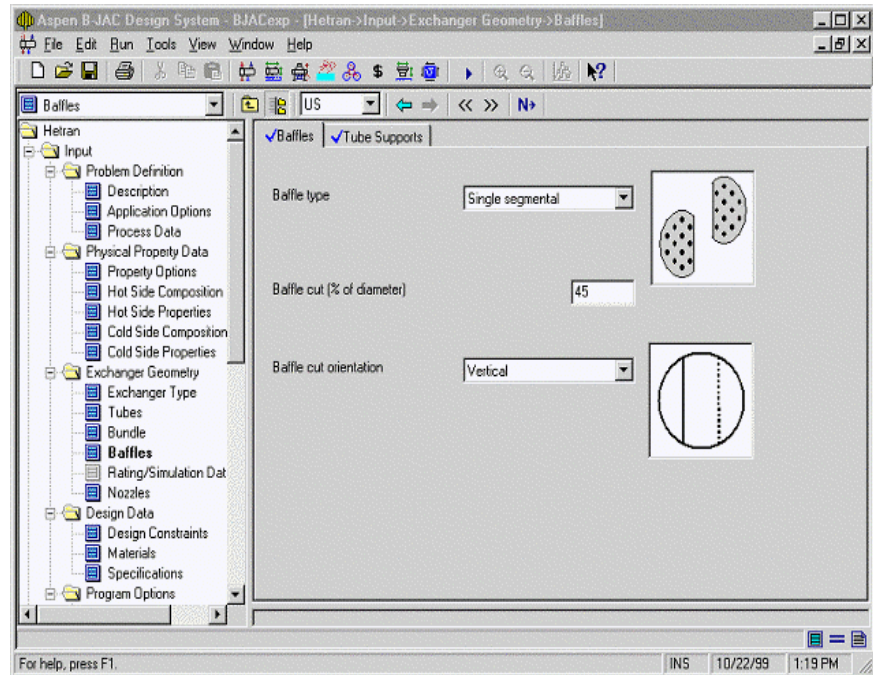 Aspen B-JAC Design System - BJACexp - [Hetran->Input->Exchanger Geometry->Baffles]
File Edit Run Tools View Window Help
Baffles
US
Hetran
Input
Problem Definition
Description
Application Options
Process Data
Physical Property Data
Property Options
Hot Side Composition
Hot Side Properties
Cold Side Composition
Cold Side Properties
Exchanger Geometry
Exchanger Type
Tubes
Bundle
Baffles
Rating/Simulation Dat
Nozzles
Design Data
Design Constraints
Materials
Specifications
Program Options
Baffles Tube Supports
Baffle type Single segmental
Baffle cut (% of diameter) 45
Baffle cut orientation Vertical
For help, press F1. INS 10/22/99 1:19 PM